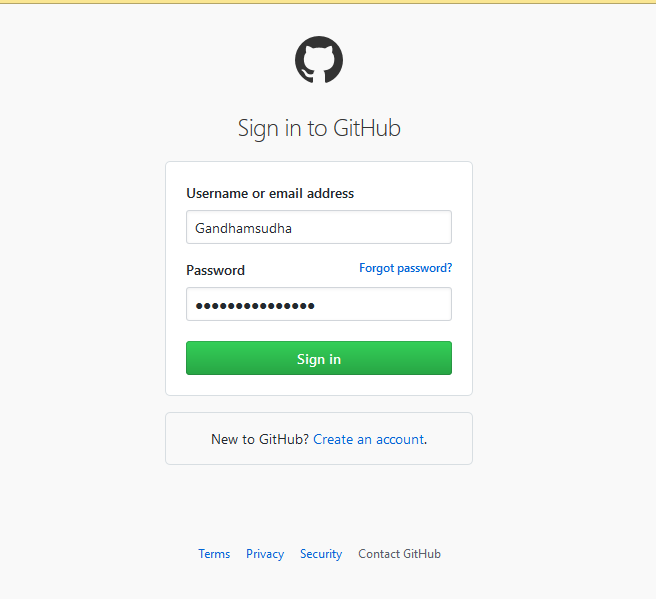 Sign in to GitHub
Username or email address
Gandhamsudha
Password Forgot password?
●●●●●●●●●●●●●●●
Sign in
New to GitHub? Create an account.
Terms Privacy Security Contact GitHub